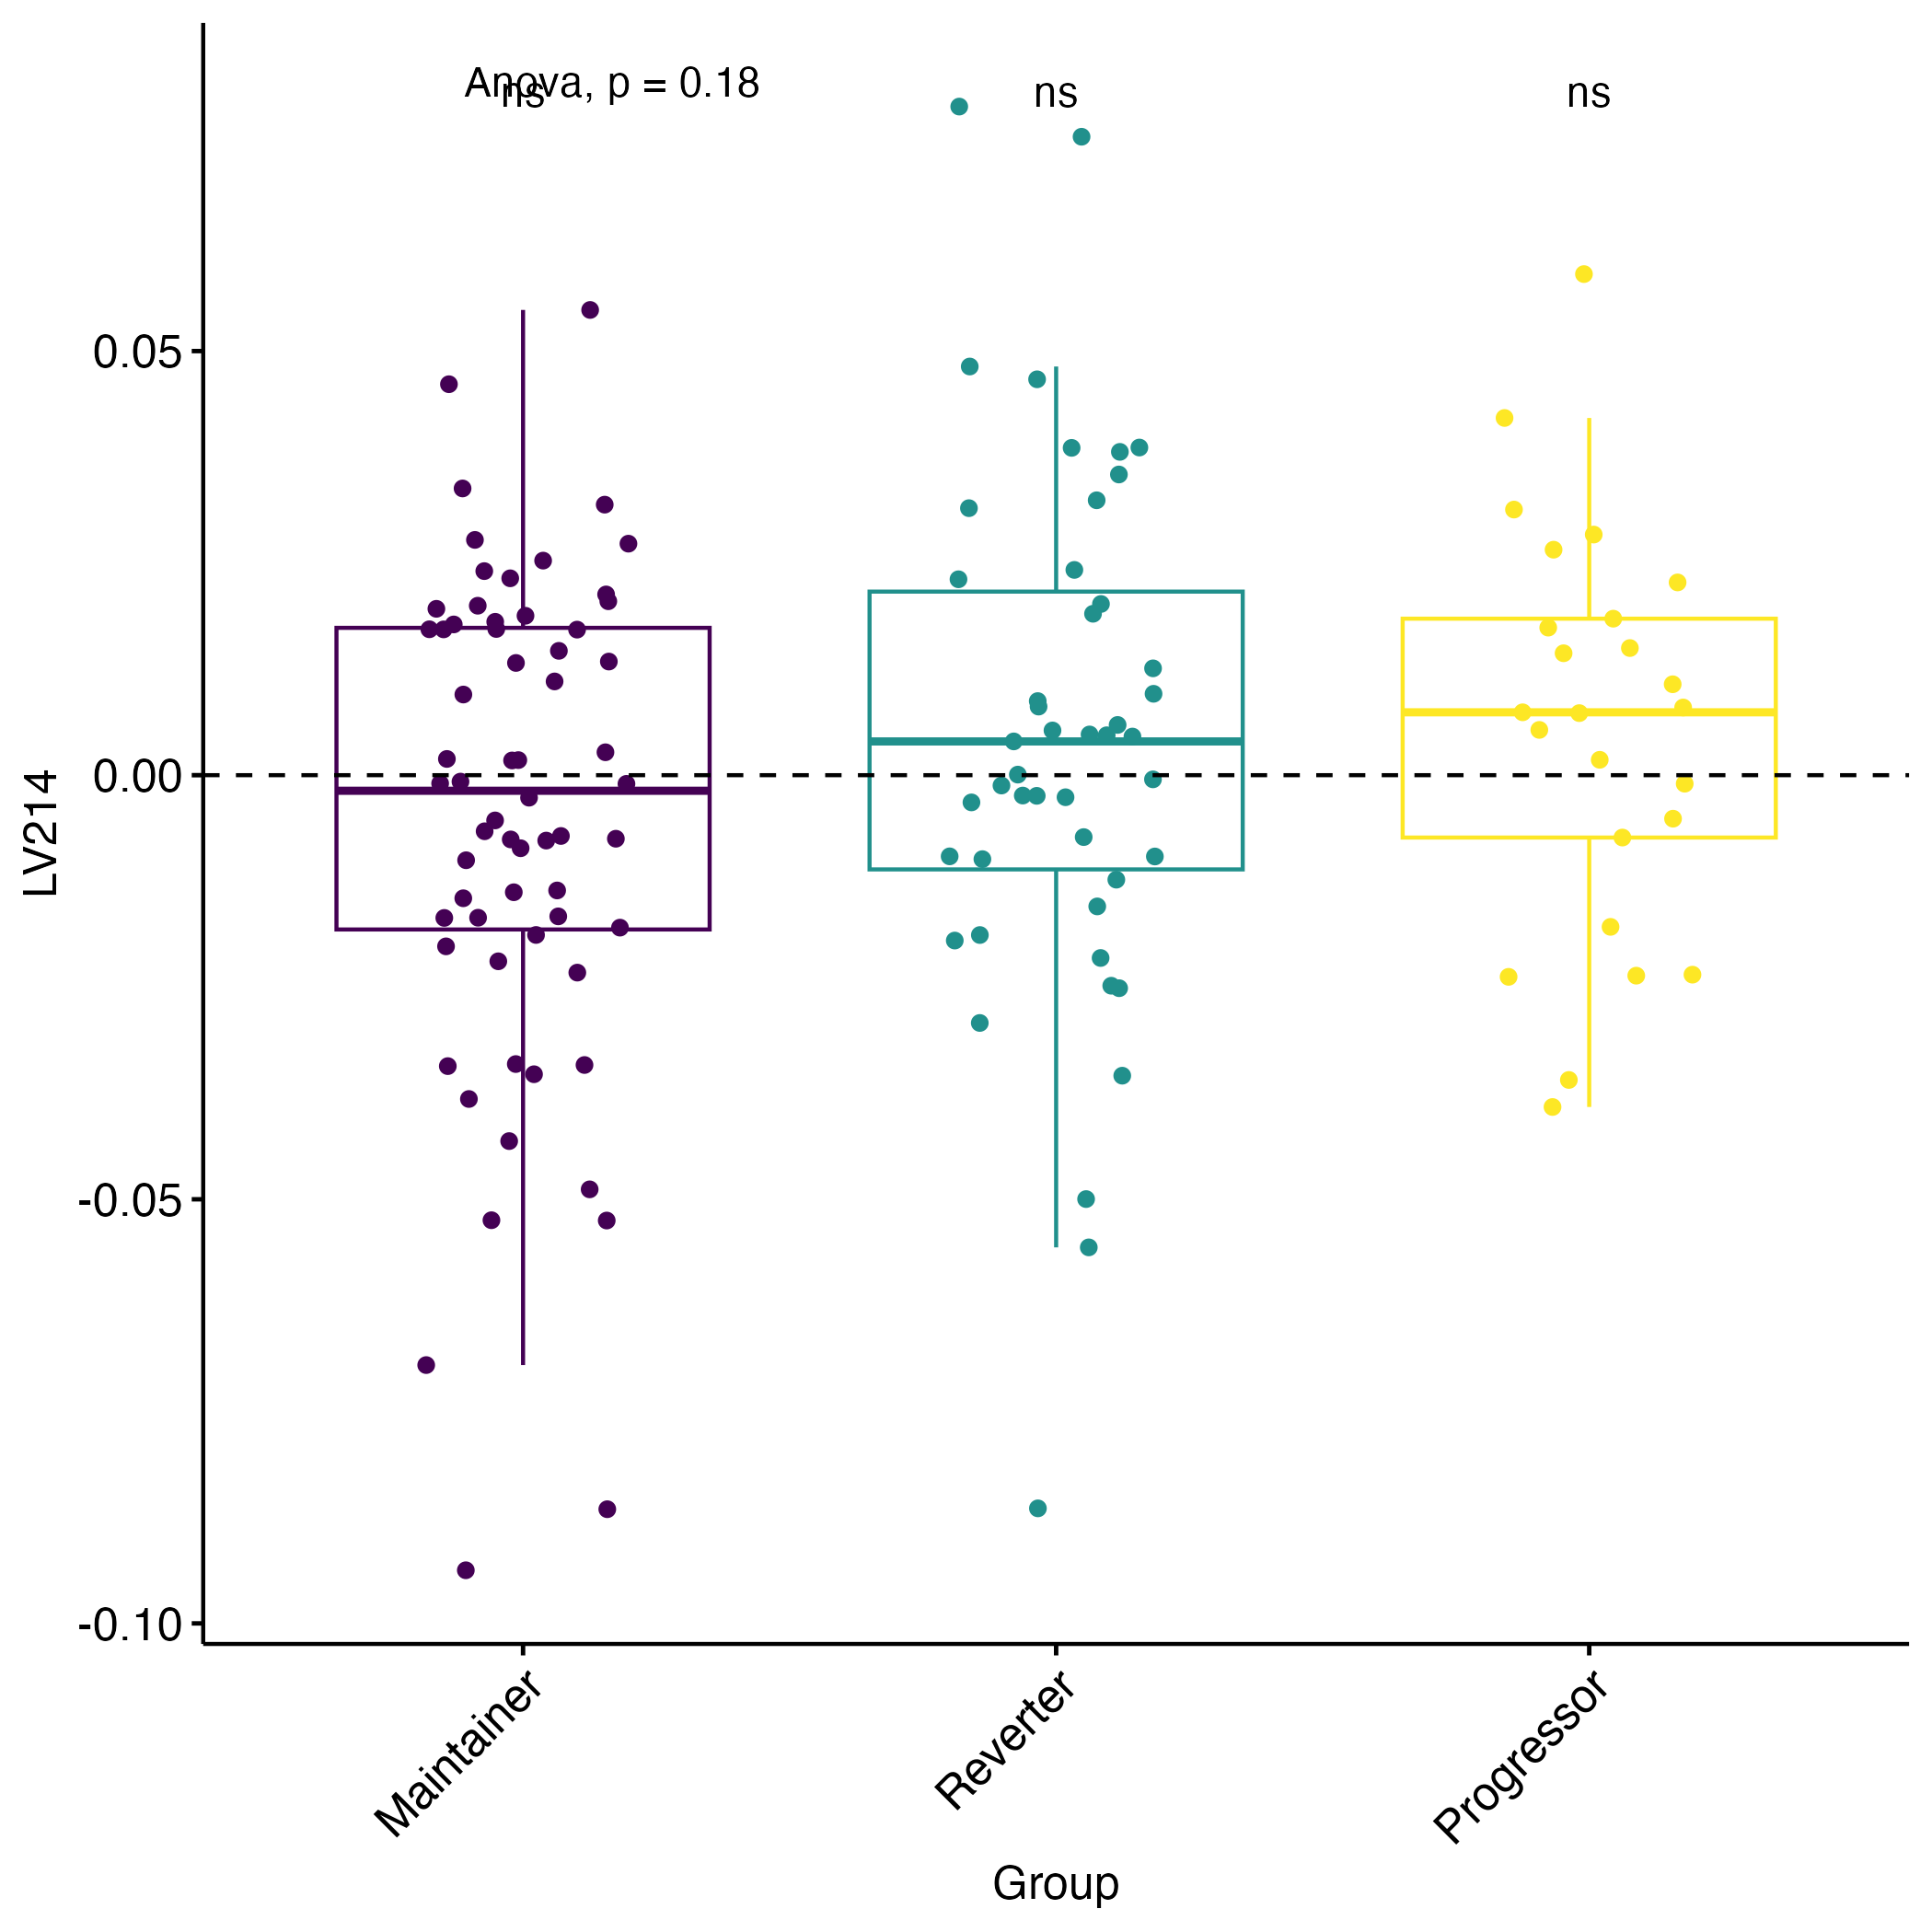 Anova, p = 0.18
ns
ns
ns
0.05
0.00
-0.05
-0.10
LV214
Maintainer
Reverter
Progressor
Group